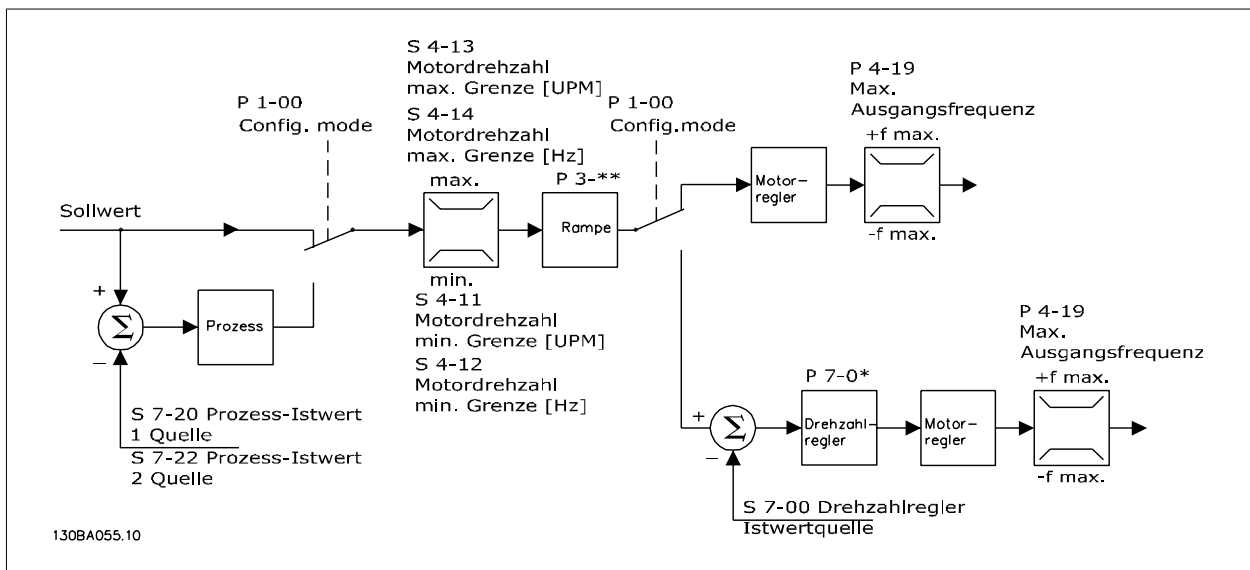 S 4-13
Motordrehzahl
max. Grenze [UPM]
S 4-14
Motordrehzahl
max. Grenze [Hz]
max.
P 1-00
Config. mode
P 3-**
Rampe
P 1-00
Config.mode
P 4-19
Max.
Ausgangsfrequenz
+f max.
Motor-
regler
-f max.
Sollwert
+
Σ
−
Prozess
min.
S 4-11
Motordrehzahl
min. Grenze [UPM]
S 4-12
Motordrehzahl
min. Grenze [Hz]
S 7-20 Prozess-Istwert
1 Quelle
S 7-22 Prozess-Istwert
2 Quelle
P 4-19
Max.
Ausgangsfrequenz
+f max.
P 7-0*
+
Σ
−
Drehzahl-
regler
Motor-
regler
-f max.
S 7-00 Drehzahlregler
Istwertquelle
130BA055.10